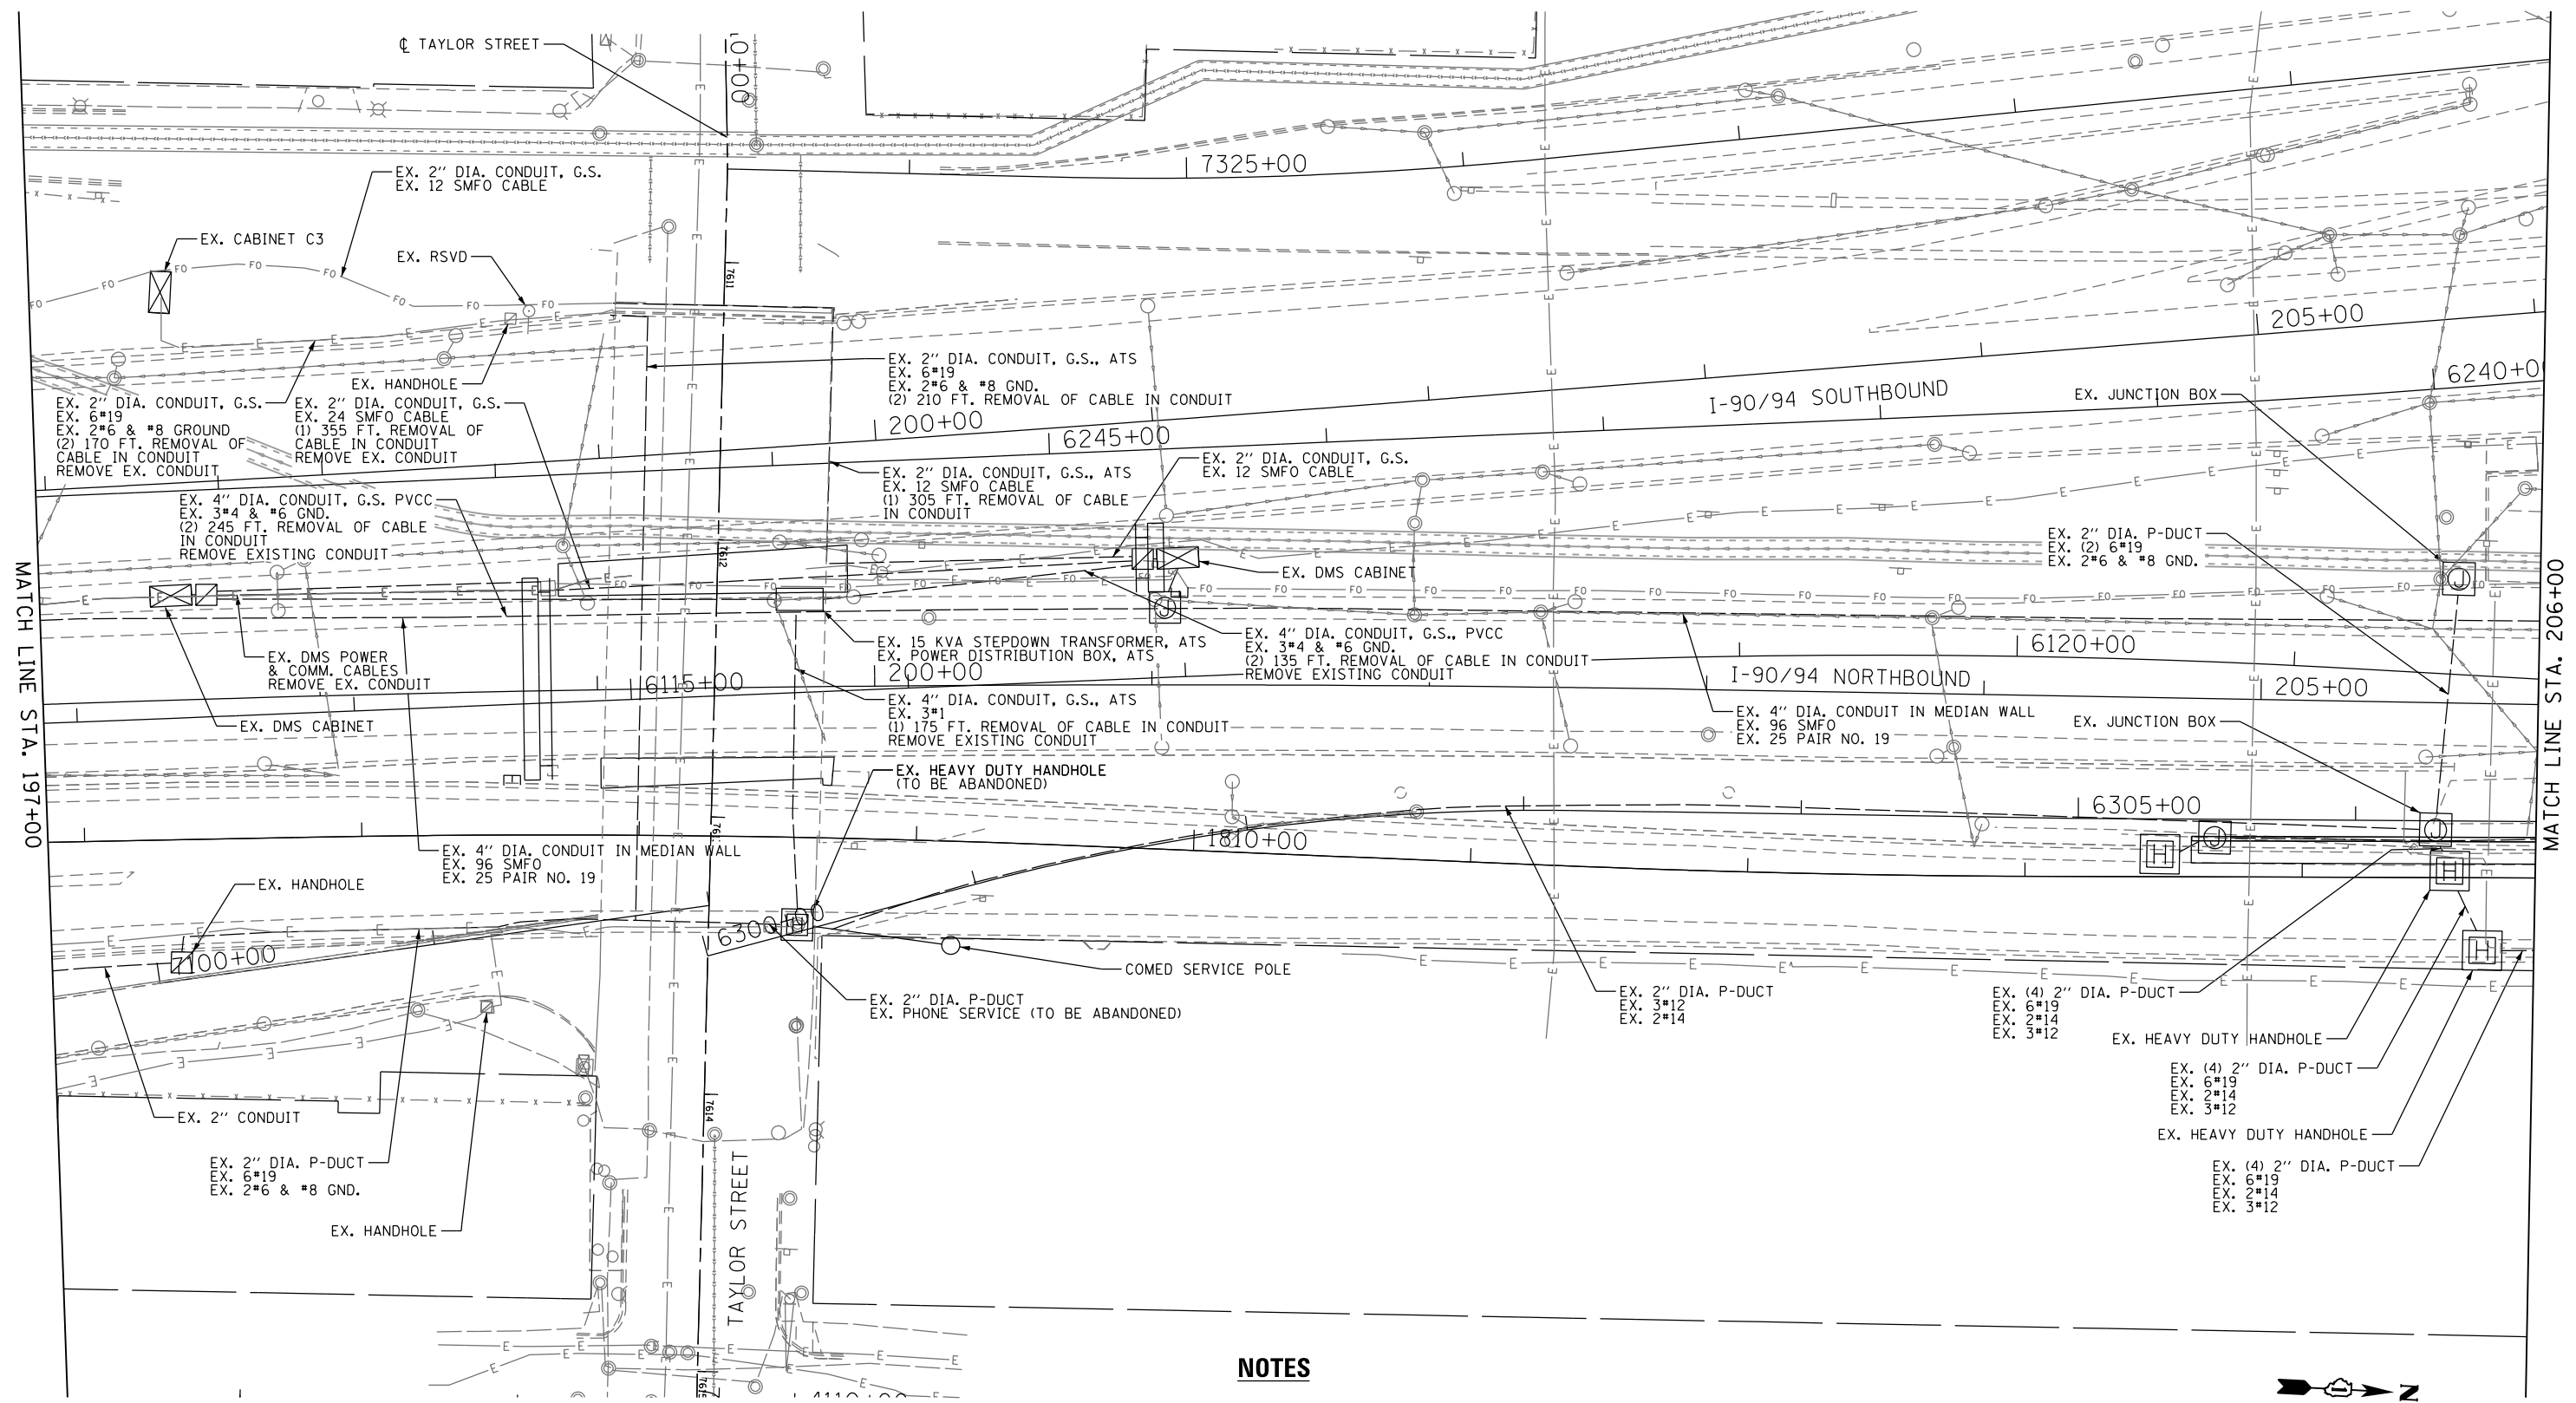 ℄ TAYLOR STREET
00+0
7325+00
EX. 2" DIA. CONDUIT, G.S.
EX. 12 SMFO CABLE
EX. CABINET C3
EX. RSVD
7611
205+00
EX. HANDHOLE
EX. 2" DIA. CONDUIT, G.S., ATS
EX. 6#19
EX. 2#6 & #8 GND.
(2) 210 FT. REMOVAL OF CABLE IN CONDUIT
6240+0
I-90/94 SOUTHBOUND
EX. JUNCTION BOX
EX. 2" DIA. CONDUIT, G.S.
EX. 6#19
EX. 2#6 & #8 GROUND
(2) 170 FT. REMOVAL OF
CABLE IN CONDUIT
REMOVE EX. CONDUIT
EX. 2" DIA. CONDUIT, G.S.
EX. 24 SMFO CABLE
(1) 355 FT. REMOVAL OF
CABLE IN CONDUIT
REMOVE EX. CONDUIT
200+00
6245+00
EX. 2" DIA. CONDUIT, G.S., ATS
EX. 12 SMFO CABLE
(1) 305 FT. REMOVAL OF CABLE
IN CONDUIT
EX. 2" DIA. CONDUIT, G.S.
EX. 12 SMFO CABLE
EX. 4" DIA. CONDUIT, G.S. PVCC
EX. 3#4 & #6 GND.
(2) 245 FT. REMOVAL OF CABLE
IN CONDUIT
REMOVE EXISTING CONDUIT
EX. 2" DIA. P-DUCT
EX. (2) 6#19
EX. 2#6 & #8 GND.
7612
EX. DMS CABINET
J
J
MATCH LINE STA. 197+00
MATCH LINE STA. 206+00
EX. DMS POWER
& COMM. CABLES
REMOVE EX. CONDUIT
EX. 15 KVA STEPDOWN TRANSFORMER, ATS
EX. POWER DISTRIBUTION BOX, ATS
EX. 4" DIA. CONDUIT, G.S., PVCC
EX. 3#4 & #6 GND.
(2) 135 FT. REMOVAL OF CABLE IN CONDUIT
REMOVE EXISTING CONDUIT
6120+00
200+00
6115+00
I-90/94 NORTHBOUND
205+00
EX. DMS CABINET
EX. 4" DIA. CONDUIT, G.S., ATS
EX. 3#1
(1) 175 FT. REMOVAL OF CABLE IN CONDUIT
REMOVE EXISTING CONDUIT
EX. 4" DIA. CONDUIT IN MEDIAN WALL
EX. 96 SMFO
EX. 25 PAIR NO. 19
EX. JUNCTION BOX
EX. HEAVY DUTY HANDHOLE
(TO BE ABANDONED)
6305+00
1810+00
J
J
H
H
H
EX. 4" DIA. CONDUIT IN MEDIAN WALL
EX. 96 SMFO
EX. 25 PAIR NO. 19
EX. HANDHOLE
6300
100+00
COMED SERVICE POLE
EX. 2" DIA. P-DUCT
EX. PHONE SERVICE (TO BE ABANDONED)
EX. 2" DIA. P-DUCT
EX. 3#12
EX. 2#14
EX. (4) 2" DIA. P-DUCT
EX. 6#19
EX. 2#14
EX. 3#12
EX. HEAVY DUTY HANDHOLE
EX. (4) 2" DIA. P-DUCT
EX. 6#19
EX. 2#14
EX. 3#12
7614
EX. 2" CONDUIT
EX. HEAVY DUTY HANDHOLE
EX. 2" DIA. P-DUCT
EX. 6#19
EX. 2#6 & #8 GND.
EX. (4) 2" DIA. P-DUCT
EX. 6#19
EX. 2#14
EX. 3#12
EX. HANDHOLE
TAYLOR STREET
NOTES
N